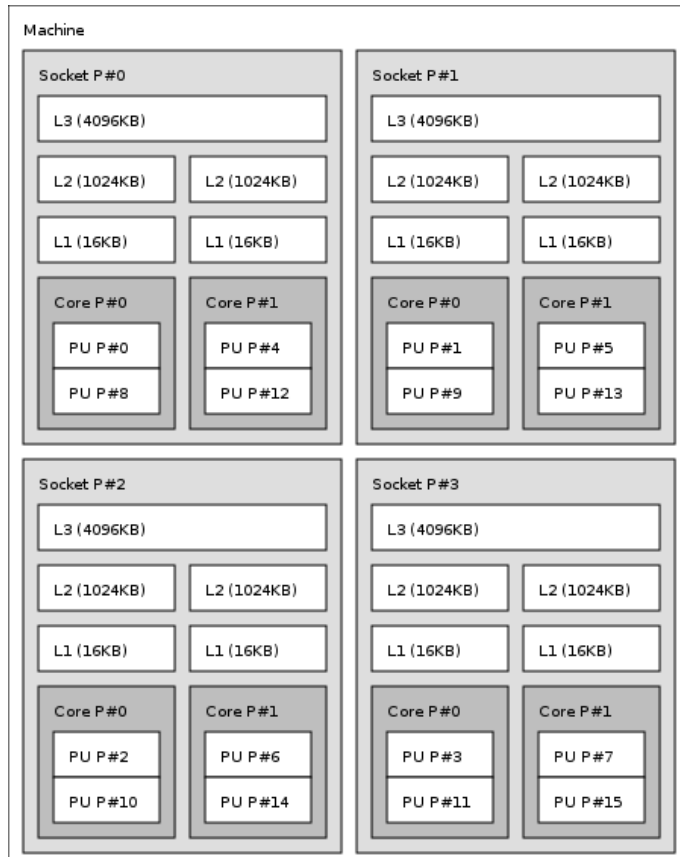 Machine
Socket P#0
L3 (4096KB)
L2 (1024KB) L2 (1024KB)
L1 (16KB) L1 (16KB)
Core P#0 Core P#1
PU P#0 PU P#4
PU P#8 PU P#12
Socket P#1
L3 (4096KB)
L2 (1024KB) L2 (1024KB)
L1 (16KB) L1 (16KB)
Core P#0 Core P#1
PU P#1 PU P#5
PU P#9 PU P#13
Socket P#2
L3 (4096KB)
L2 (1024KB) L2 (1024KB)
L1 (16KB) L1 (16KB)
Core P#0 Core P#1
PU P#2 PU P#6
PU P#10 PU P#14
Socket P#3
L3 (4096KB)
L2 (1024KB) L2 (1024KB)
L1 (16KB) L1 (16KB)
Core P#0 Core P#1
PU P#3 PU P#7
PU P#11 PU P#15